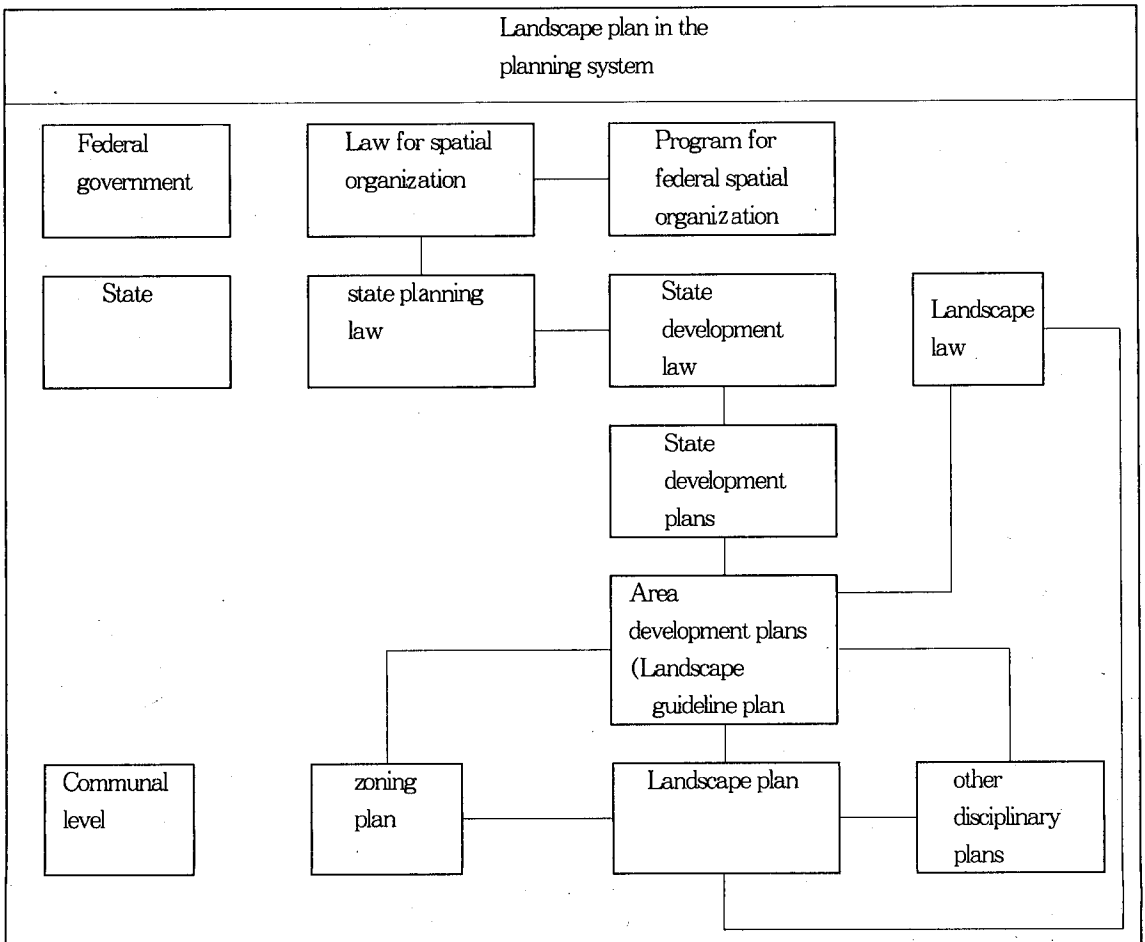 Landscape plan in the
planning system
Federal
government
Law for spatial
organization
Program for
federal spatial
organization
State
state planning
law
State
development
law
Landscape
law
State
development
plans
Area
development plans
(Landscape
guideline plan
Communal
level
zoning
plan
Landscape plan
other
disciplinary
plans